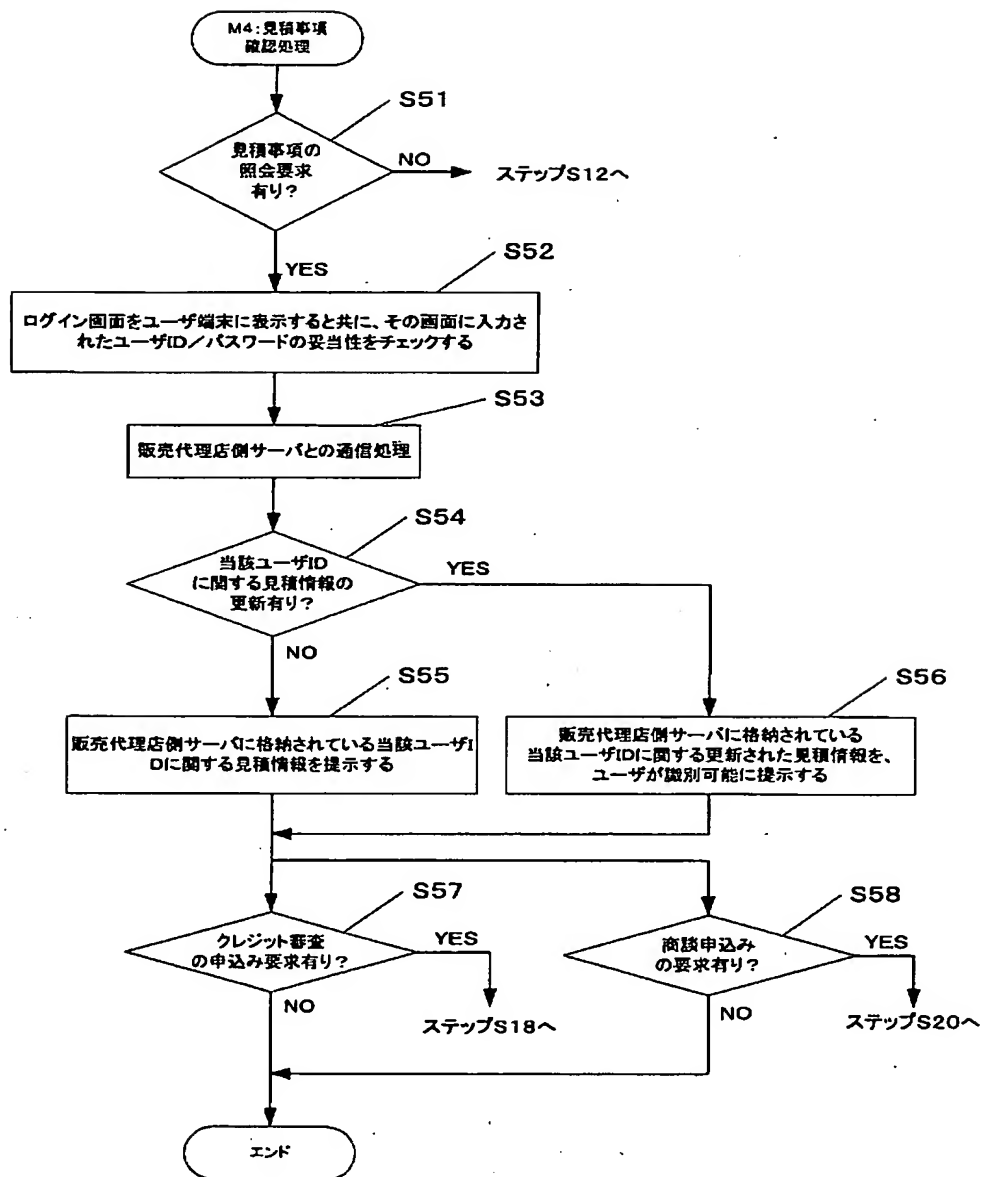 M4:見積事項
確認処理
S51
見積事項の
照会要求
有り?
NO
ステップS12へ
YES
S52
ログイン画面をユーザ端末に表示すると共に、その画面に入力さ
れたユーザID/パスワードの妥当性をチェックする
S53
販売代理店側サーバとの通信処理
S54
当該ユーザID
に関する見積情報の
更新有り?
YES
NO
S55
販売代理店側サーバに格納されている当該ユーザI
Dに関する見積情報を提示する
S56
販売代理店側サーバに格納されている
当該ユーザIDに関する更新された見積情報を、
ユーザが識別可能に提示する
S57
クレジット審査
の申込み要求有り?
YES
NO
ステップS18へ
S58
商談申込み
の要求有り?
YES
NO
ステップS20へ
エンド